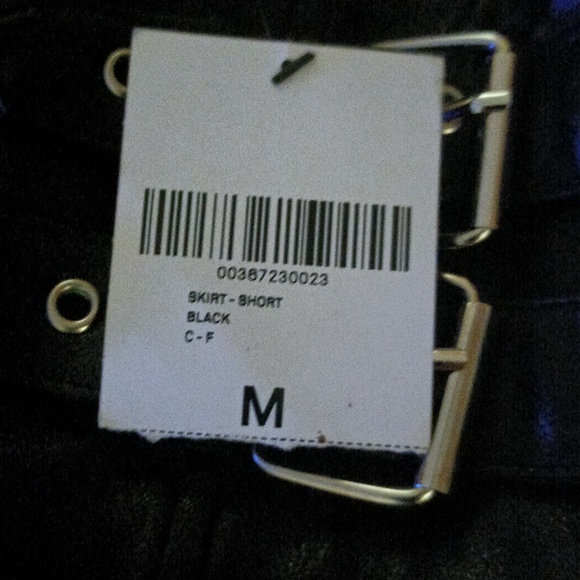 00367230023
SKIRT - SHORT
BLACK
C - F
M